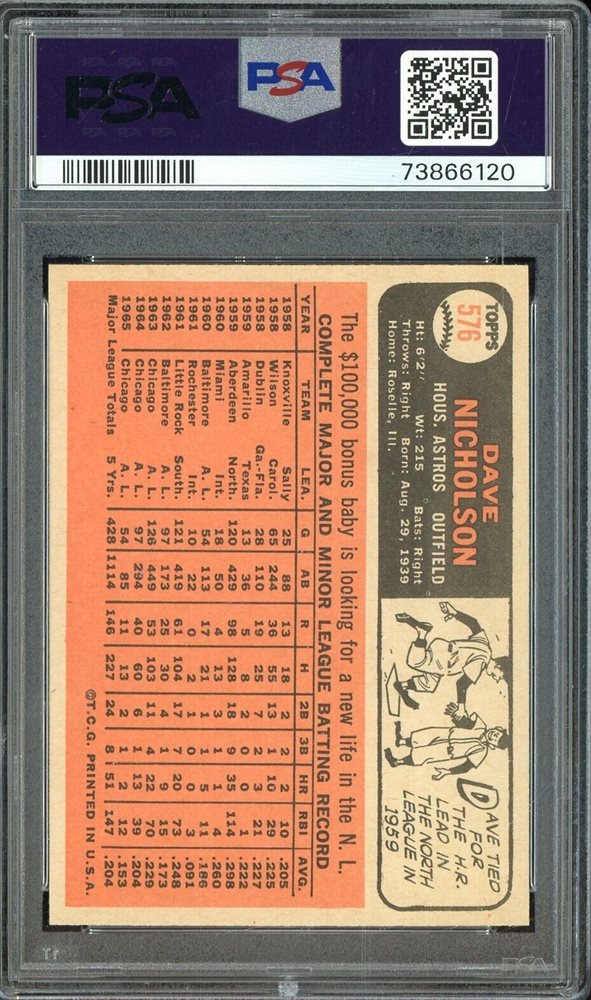 PSA
PSA
73866120
TOPPS
576
DAVE
NICHOLSON
HOUS. ASTROS OUTFIELD
Ht: 6'2" Wt: 215 Bats: Right
Throws: Right Born: Aug. 29, 1939
Home: Roselle, Ill.
DAVE TIED
FOR
THE H.R.
LEAD IN
THE NORTH
LEAGUE IN
1959
The $100,000 bonus baby is looking for a new life in the N. L.
COMPLETE MAJOR AND MINOR LEAGUE BATTING RECORD
YEAR TEAM LEA. G AB R H 2B 3B HR RBI AVG.
1958 Knoxville Sally 25 88 13 18 2 2 2 10 .205
1958 Wilson Carol. 65 244 36 55 13 1 10 29 .225
1958 Dublin Ga.-Fla. 28 110 19 25 7 2 3 21 .227
1959 Amarillo Texas 13 36 5 8 2 0 0 1 .222
1959 Aberdeen North. 120 429 98 128 18 9 35 114 .298
1960 Miami Int. 18 50 4 13 3 1 1 4 .260
1960 Baltimore A. L. 54 113 17 21 1 1 5 11 .186
1961 Rochester Int. 10 22 0 2 1 0 0 3 .091
1961 Little Rock South. 121 419 61 104 17 7 20 73 .248
1962 Baltimore A. L. 97 173 25 30 4 1 9 15 .173
1963 Chicago A. L. 126 449 53 103 11 4 22 70 .229
1964 Chicago A. L. 97 294 40 60 6 1 13 39 .204
1965 Chicago A. L. 54 85 11 13 2 1 2 12 .153
Major League Totals 5 Yrs. 428 1114 146 227 24 8 51 147 .204
©T.C.G. PRINTED IN U.S.A.